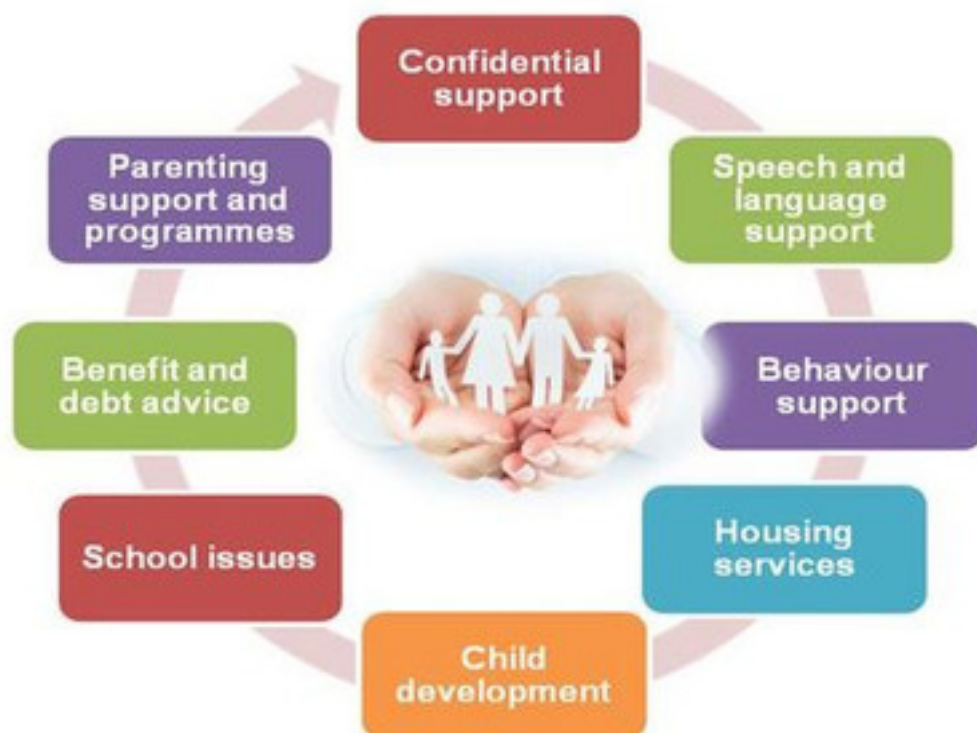 Confidential
support
Speech and
language
support
Behaviour
support
Housing
services
Child
development
School issues
Benefit and
debt advice
Parenting
support and
programmes